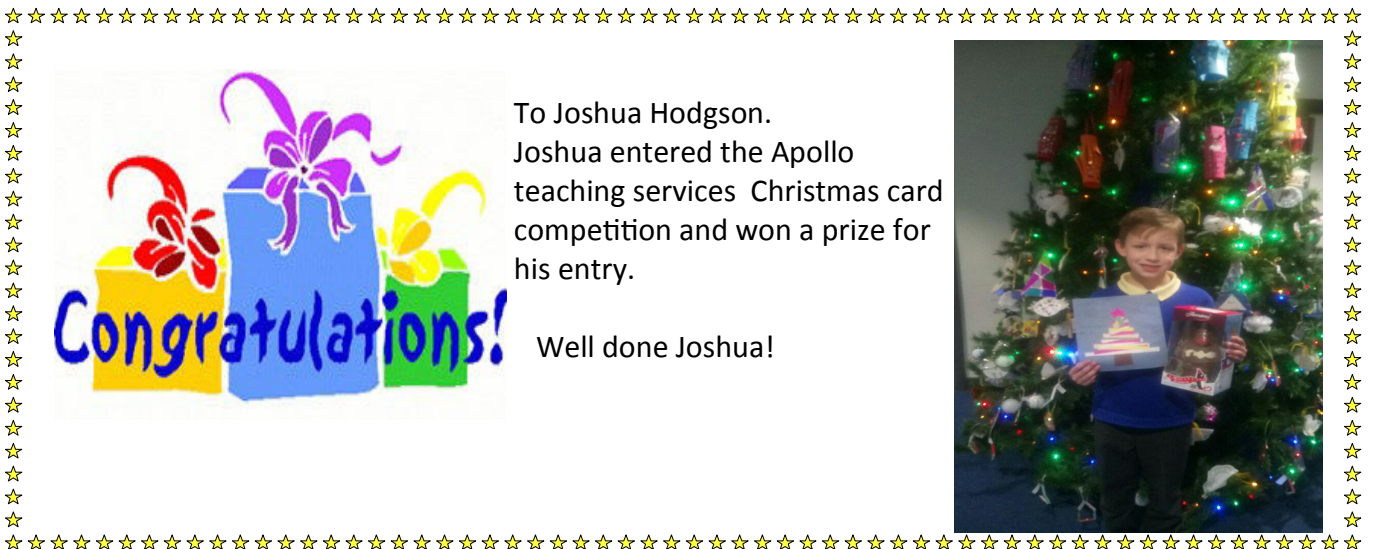 Congratulations!
To Joshua Hodgson.
Joshua entered the Apollo
teaching services  Christmas card
competition and won a prize for
his entry.
Well done Joshua!